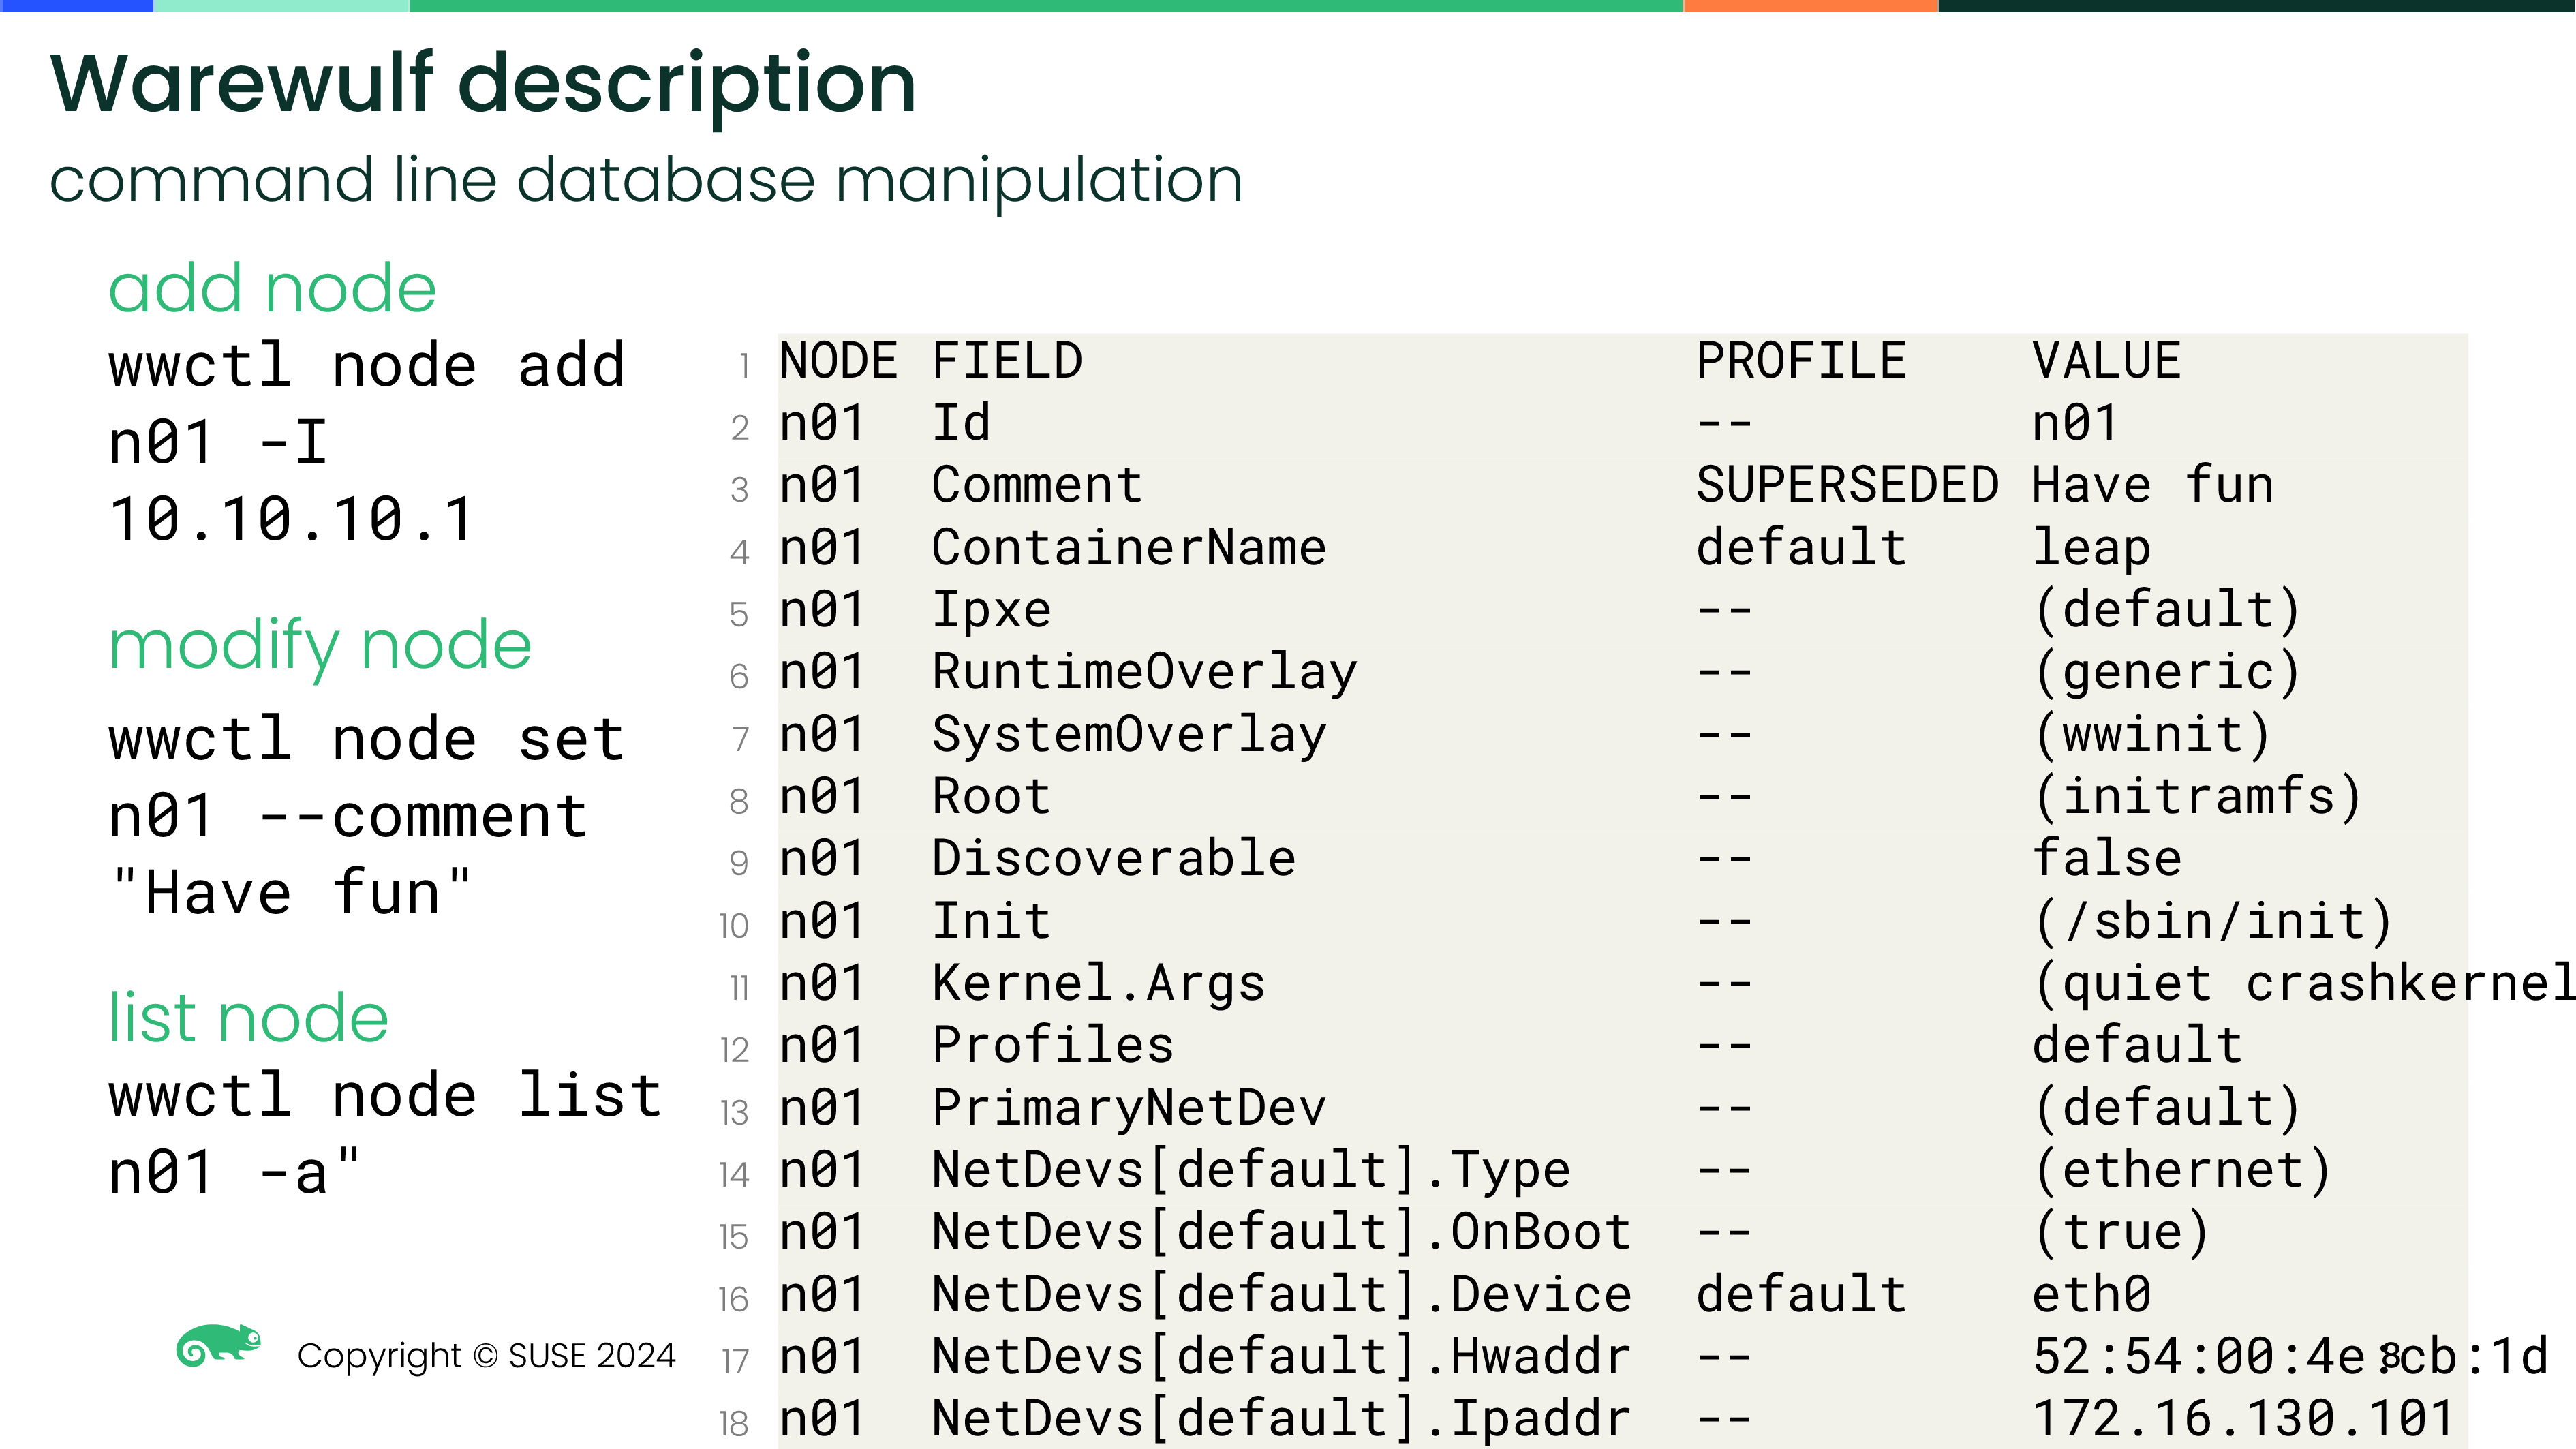 Warewulf description
command line database manipulation
add node
wwctl node add
n01 -I
10.10.10.1
modify node
wwctl node set
n01 --comment
"Have fun"
list node
wwctl node list
n01 -a"
1 NODE FIELD PROFILE VALUE
2 n01 Id -- n01
3 n01 Comment SUPERSEDED Have fun
4 n01 ContainerName default leap
5 n01 Ipxe -- (default)
6 n01 RuntimeOverlay -- (generic)
7 n01 SystemOverlay -- (wwinit)
8 n01 Root -- (initramfs)
9 n01 Discoverable -- false
10 n01 Init -- (/sbin/init)
11 n01 Kernel.Args -- (quiet crashkernel
12 n01 Profiles -- default
13 n01 PrimaryNetDev -- (default)
14 n01 NetDevs[default].Type -- (ethernet)
15 n01 NetDevs[default].OnBoot -- (true)
16 n01 NetDevs[default].Device default eth0
17 n01 NetDevs[default].Hwaddr -- 52:54:00:4e:cb:1d
18 n01 NetDevs[default].Ipaddr -- 172.16.130.101
Copyright © SUSE 2024
8